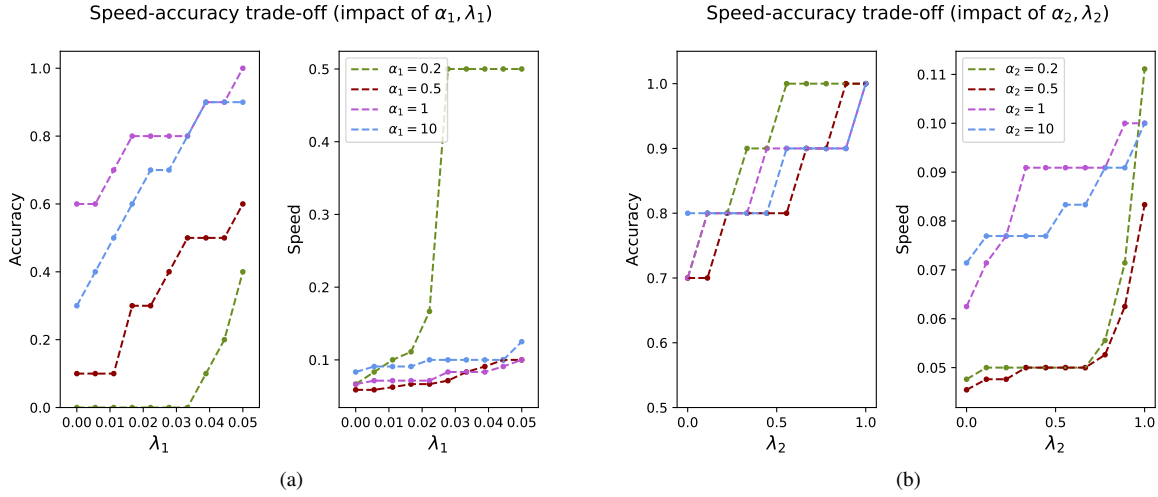 Speed-accuracy trade-off (impact of α₁, λ₁)
Speed-accuracy trade-off (impact of α₂, λ₂)
Accuracy
1.0
0.8
0.6
0.4
0.2
0.0
0.00 0.01 0.02 0.03 0.04 0.05
λ₁
Speed
0.5
0.4
0.3
0.2
0.1
α₁ = 0.2
α₁ = 0.5
α₁ = 1
α₁ = 10
0.00 0.01 0.02 0.03 0.04 0.05
λ₁
Accuracy
1.0
0.9
0.8
0.7
0.6
0.5
0.0 0.5 1.0
λ₂
Speed
0.11
0.10
0.09
0.08
0.07
0.06
0.05
α₂ = 0.2
α₂ = 0.5
α₂ = 1
α₂ = 10
0.0 0.5 1.0
λ₂
(a)
(b)